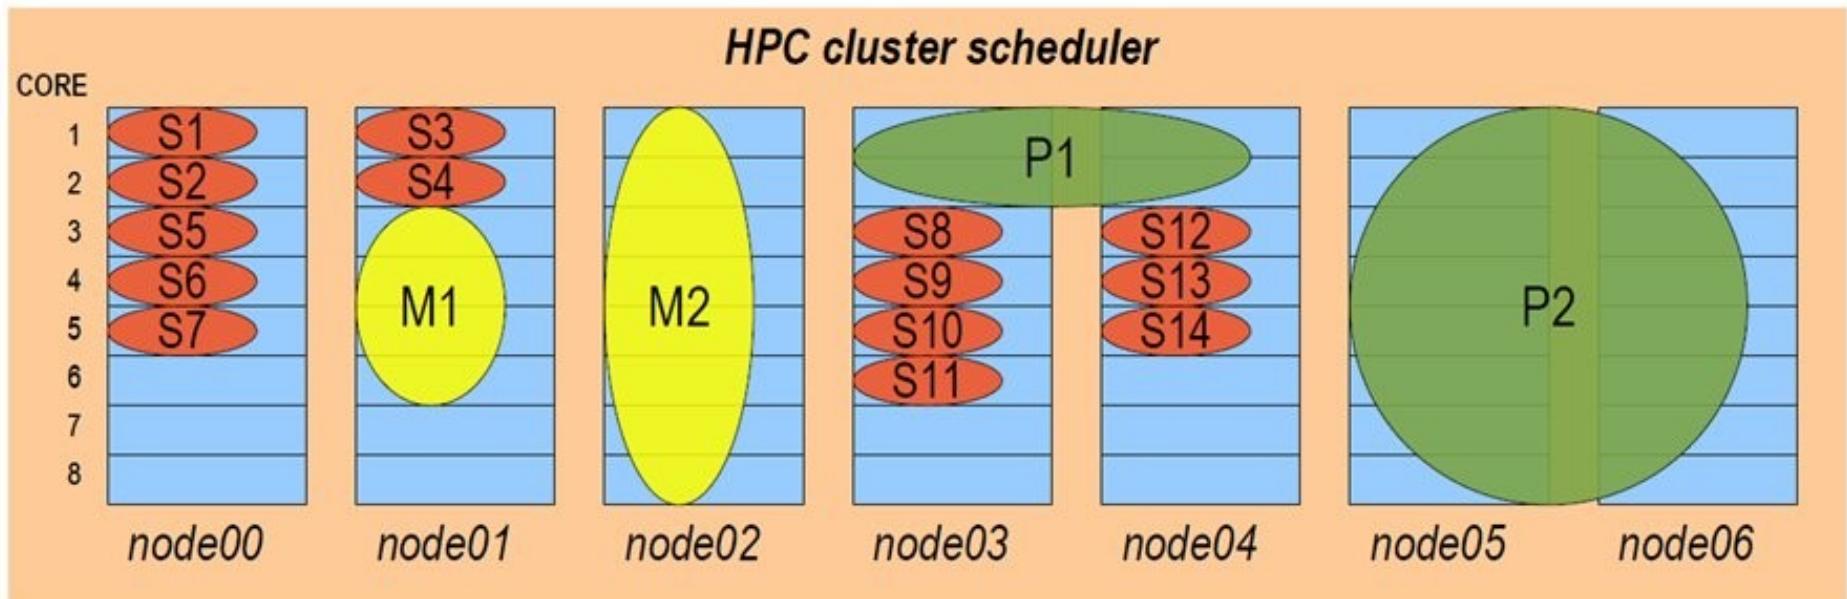 HPC cluster scheduler
CORE
1 S1 S3 P1
2 S2 S4
3 S5 S8 S12
4 S6 M1 M2 S9 S13 P2
5 S7 S10 S14
6 S11
7
8
node00 node01 node02 node03 node04 node05 node06